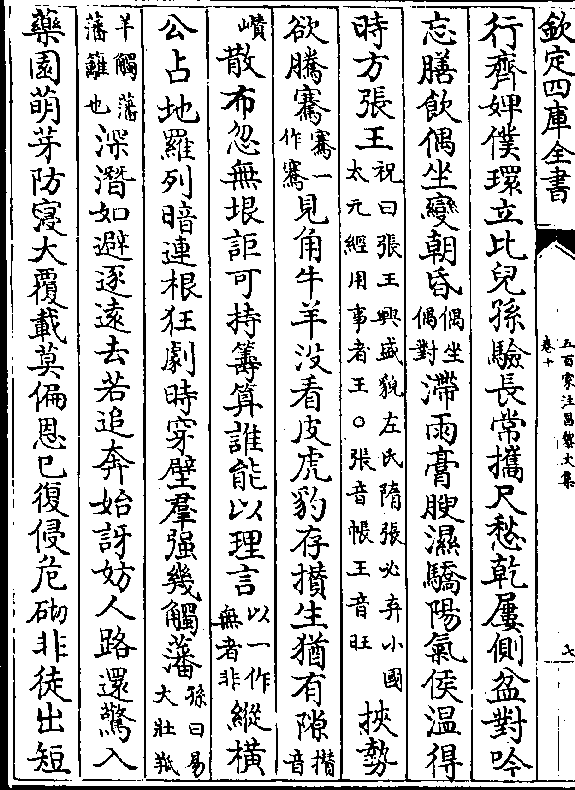 欽定四庫全書
五百家注昌黎文集
卷十
七
行齊婢僕環立比兒孫驗長常攜尺愁乾屢側盆對吟
忘膳飲偶坐變朝昏偶坐偶對滯雨膏腴濕驕陽氣侯溫得
時方張王祝曰張王興盛貌左氏隋張必弃小國太元經用事者王○張音帳王音旺挾勢
欲騰騫騫一作鶱見角牛羊没看皮虎豹存攅生猶有隙攅音
巑散布忽無垠詎可持籌算誰能以理言以一作無者非縱橫
公占地羅列暗連根狂劇時穿壁羣强幾觸藩孫曰易大壯羝
羊觸藩藩籬也深潛如避逐遠去若追奔始訝妨人路還驚入
藥園萌芽防寖大覆載莫偏恩已復侵危砌非徒出短